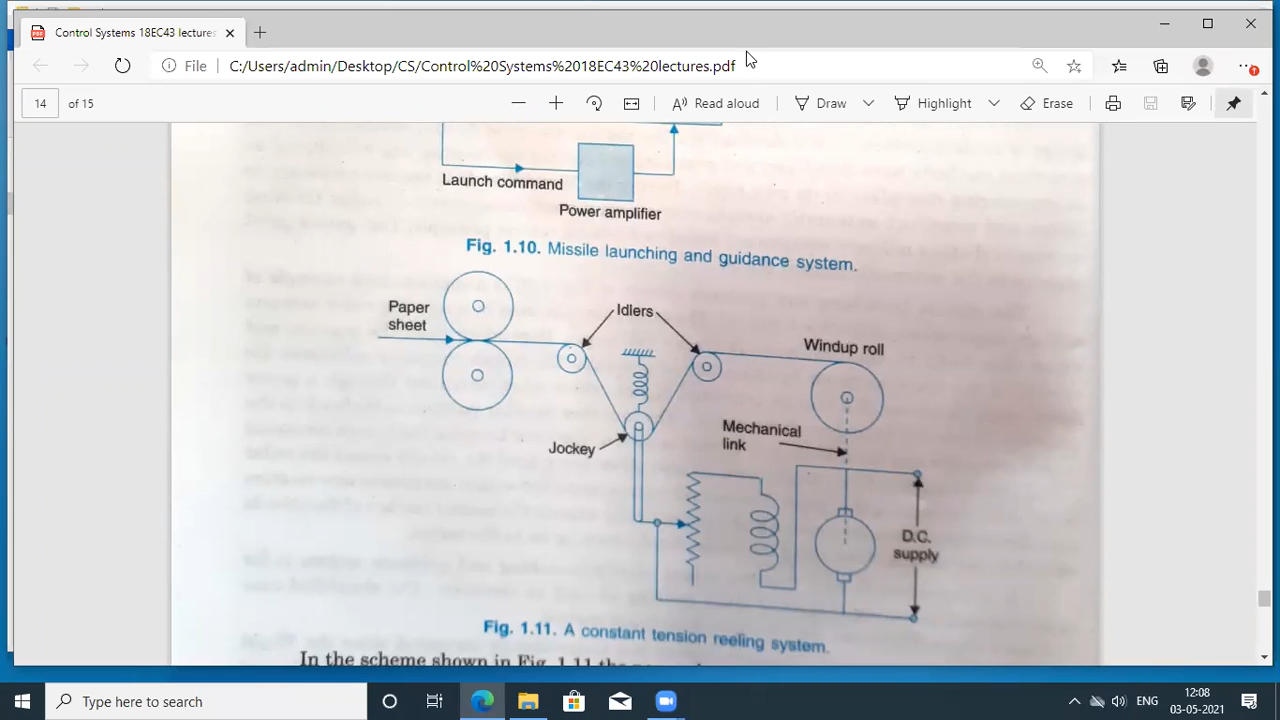 Control Systems 18EC43 lectures
File
C:/Users/admin/Desktop/CS/Control%20Systems%2018EC43%20lectures.pdf
14 of 15
Read aloud
Draw
Highlight
Erase
Launch command
Power amplifier
Fig. 1.10. Missile launching and guidance system.
Paper
sheet
Idlers
Windup roll
Jockey
Mechanical
link
D.C.
supply
Fig. 1.11. A constant tension reeling system.
In the scheme shown in Fig. 1.11 the
Type here to search
ENG
12:08
03-05-2021